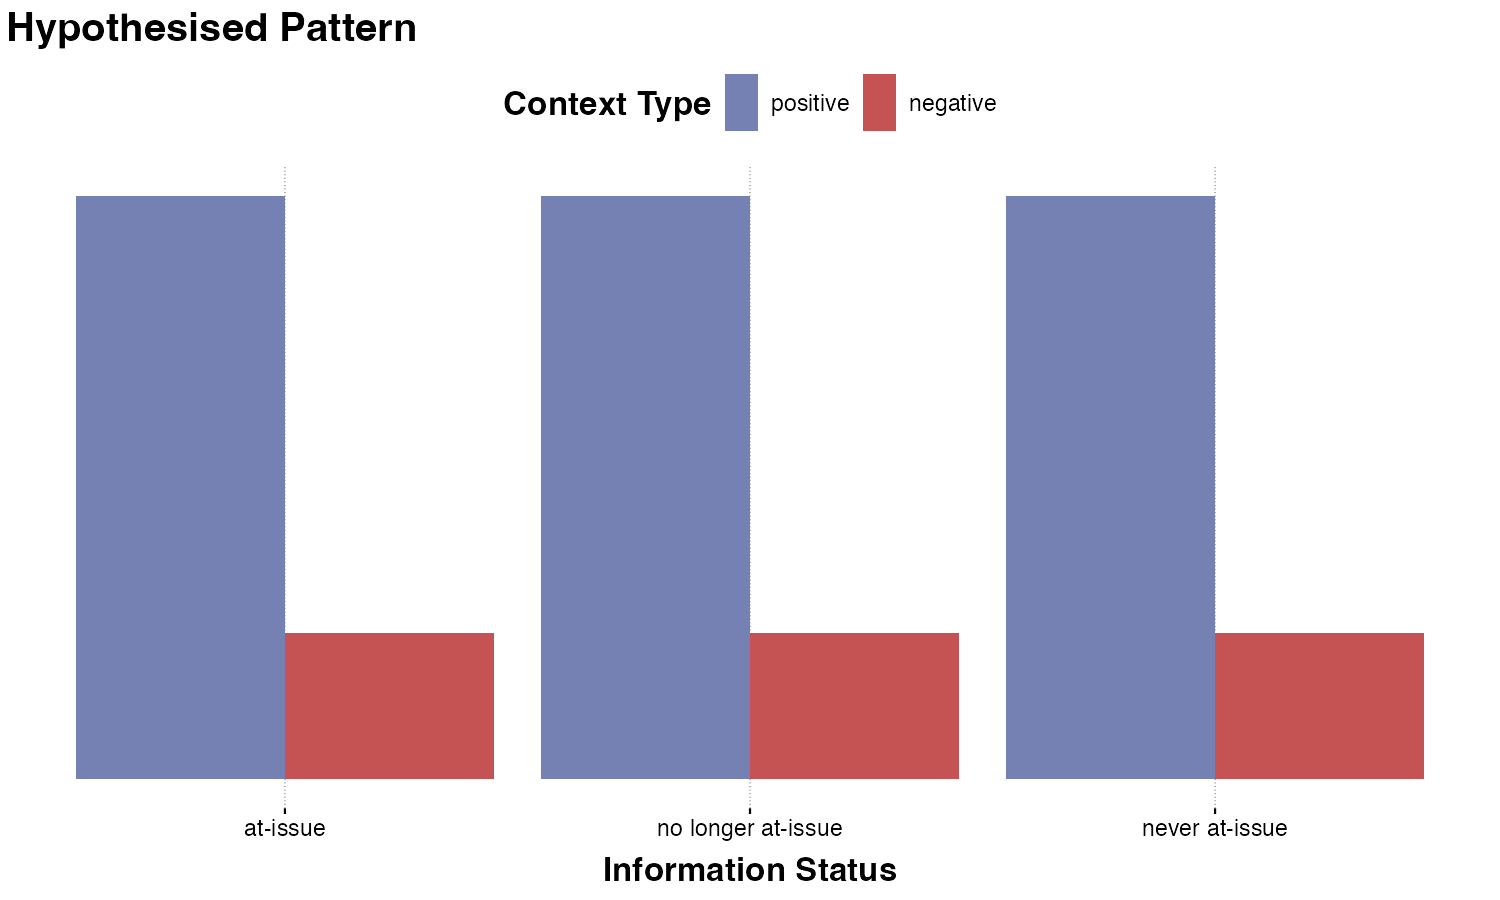 Hypothesised Pattern
Context Type positive negative
at-issue no longer at-issue never at-issue
Information Status